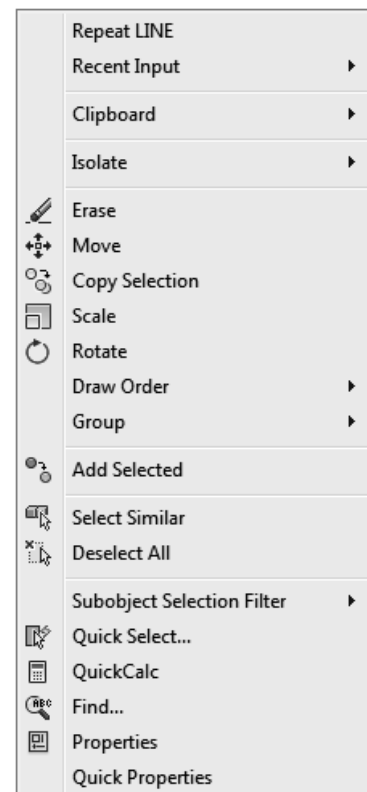 Repeat LINE
Recent Input
Clipboard
Isolate
Erase
Move
Copy Selection
Scale
Rotate
Draw Order
Group
Add Selected
Select Similar
Deselect All
Subobject Selection Filter
Quick Select...
QuickCalc
ABC
Find...
Properties
Quick Properties